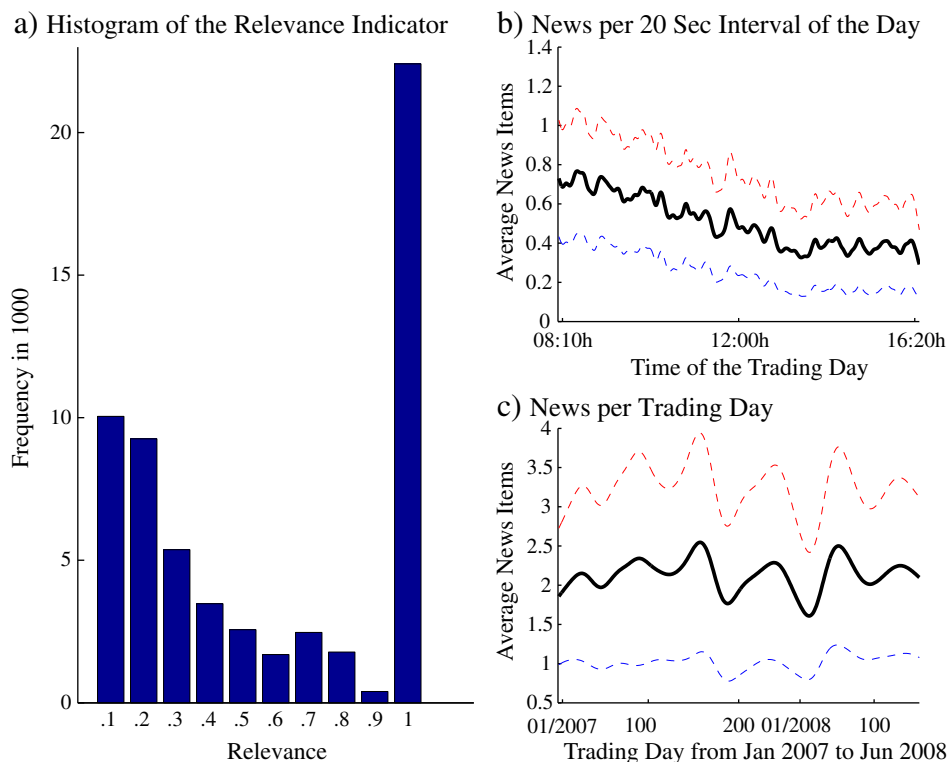 a) Histogram of the Relevance Indicator
20
15
10
5
0
Frequency in 1000
.1 .2 .3 .4 .5 .6 .7 .8 .9 1
Relevance
b) News per 20 Sec Interval of the Day
1.4
1.2
1
0.8
0.6
0.4
0.2
0
Average News Items
08:10h 12:00h 16:20h
Time of the Trading Day
c) News per Trading Day
4
3.5
3
2.5
2
1.5
1
0.5
Average News Items
01/2007 100 200 01/2008 100
Trading Day from Jan 2007 to Jun 2008